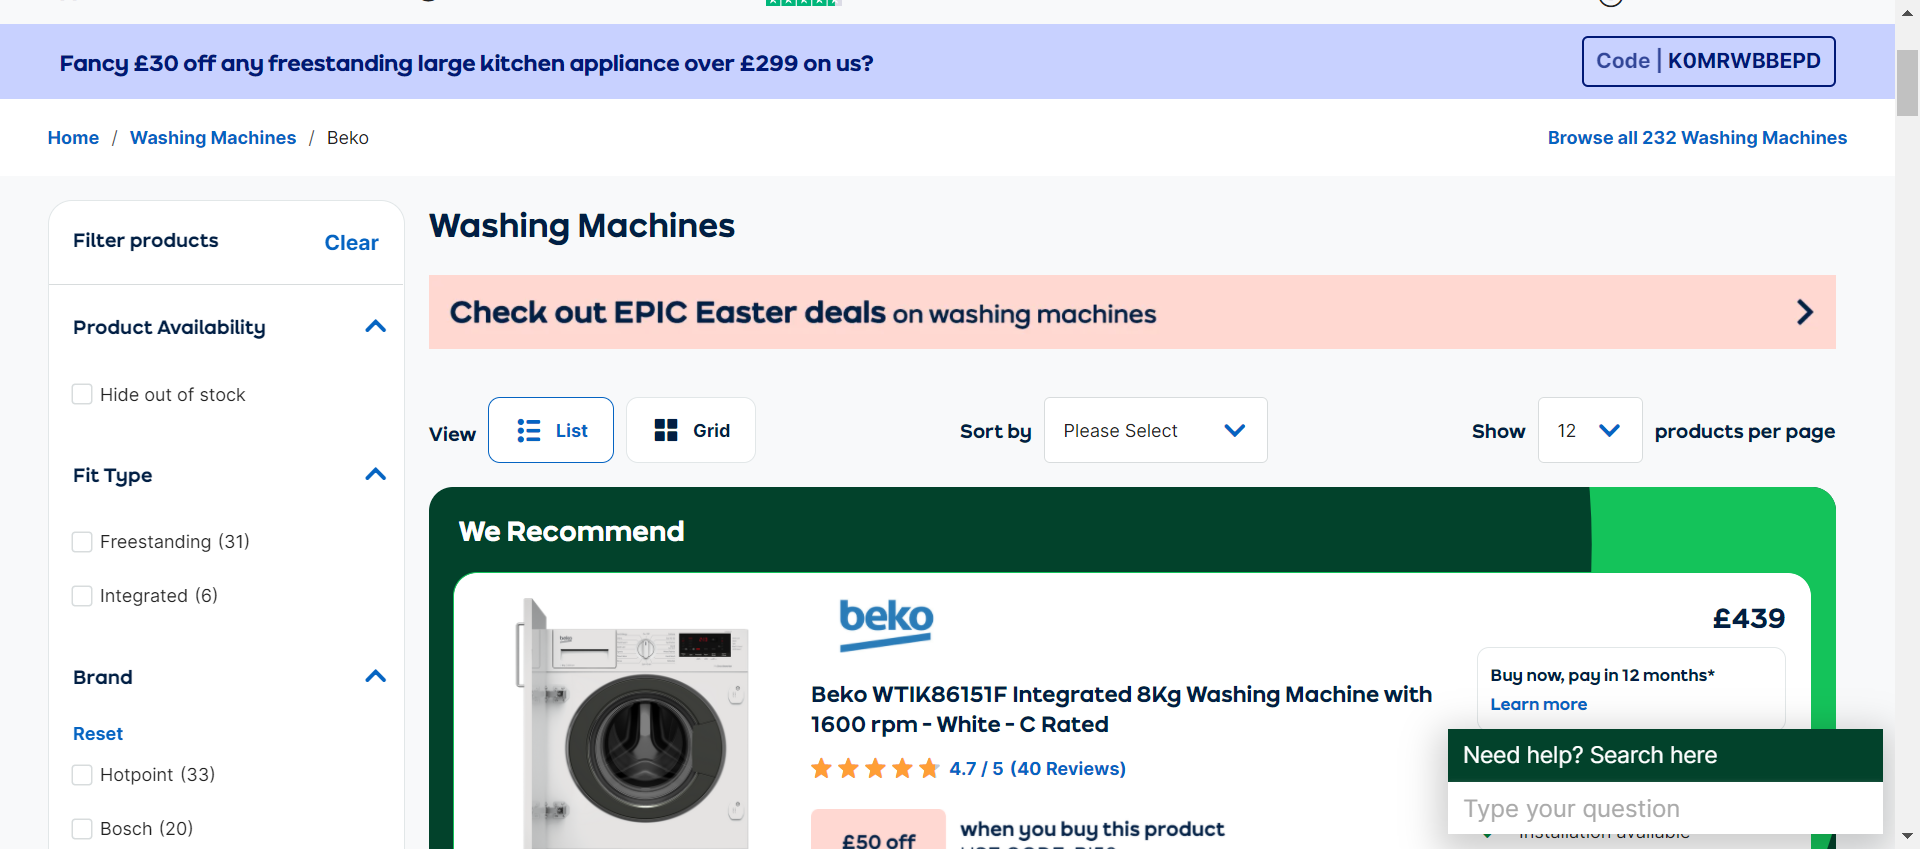 Fancy £30 off any freestanding large kitchen appliance over £299 on us?
Code | K0MRWBBEPD
Home / Washing Machines / Beko
Browse all 232 Washing Machines
Filter products
Clear
Product Availability
Hide out of stock
Fit Type
Freestanding (31)
Integrated (6)
Brand
Reset
Hotpoint (33)
Bosch (20)
Washing Machines
Check out EPIC Easter deals on washing machines
View
List
Grid
Sort by
Please Select
Show
12
products per page
We Recommend
beko
Beko WTIK86151F Integrated 8Kg Washing Machine with
1600 rpm - White - C Rated
4.7 / 5 (40 Reviews)
£50 off
when you buy this product
£439
Buy now, pay in 12 months*
Learn more
Need help? Search here
Type your question
Installation available